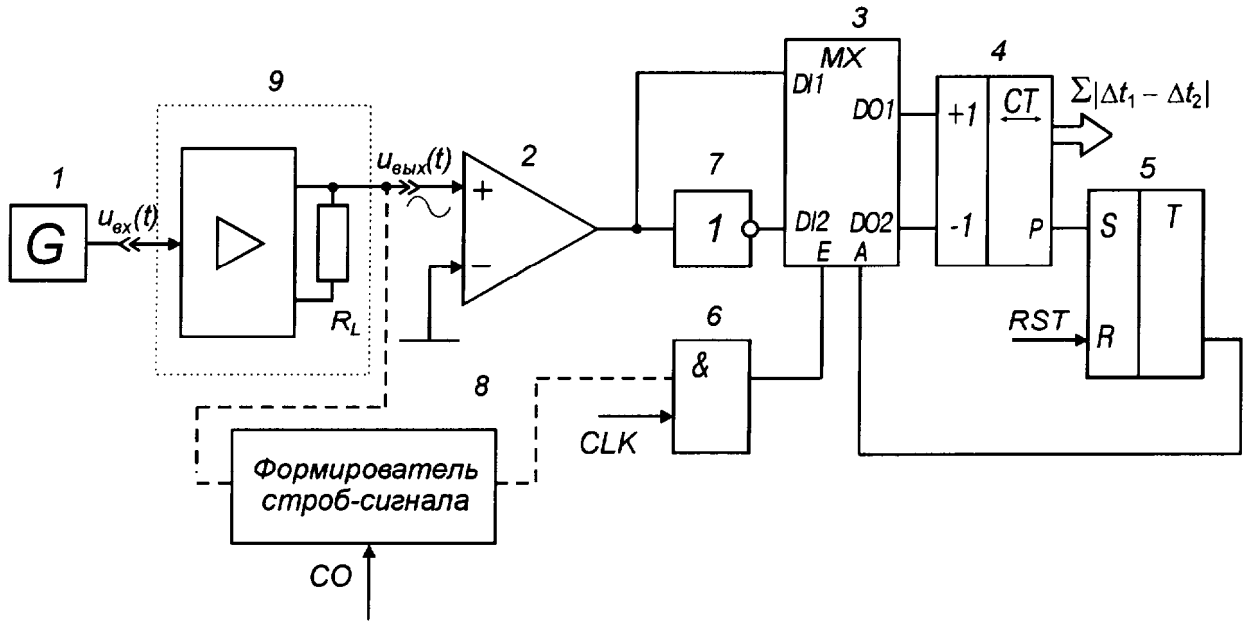 3
MX
4
9
DI1
CT
Σ|Δt₁ − Δt₂|
DO1
+1
uвых(t)
2
5
1
7
uвх(t)
+
S
T
G
1
DI2
DO2
-1
P
−
E
A
RST
R_L
6
R
8
&
CLK
Формирователь
строб-сигнала
CO